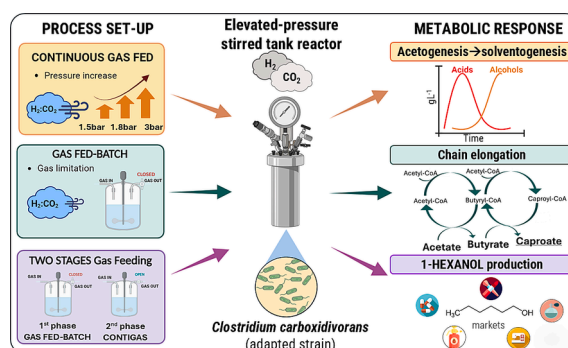 PROCESS SET-UP
CONTINUOUS GAS FED
• Pressure increase
H₂:CO₂
1.5bar
1.8bar
3bar
GAS FED-BATCH
• Gas limitation
H₂:CO₂
GAS IN
CLOSED
GAS OUT
TWO STAGES Gas Feeding
GAS IN
CLOSED
GAS OUT
GAS IN
OPEN
GAS OUT
1st phase
GAS FED-BATCH
2nd phase
CONTIGAS
Elevated-pressure
stirred tank reactor
H₂
CO₂
Clostridium carboxidivorans
(adapted strain)
METABOLIC RESPONSE
Acetogenesis→solventogenesis
Acids
Alcohols
gL⁻¹
Time
Chain elongation
Acetyl-CoA
Acetyl-CoA
Acetyl-CoA
Butyryl-CoA
Caproyl-CoA
Acetate
Butyrate
Caproate
1-HEXANOL production
OH
markets